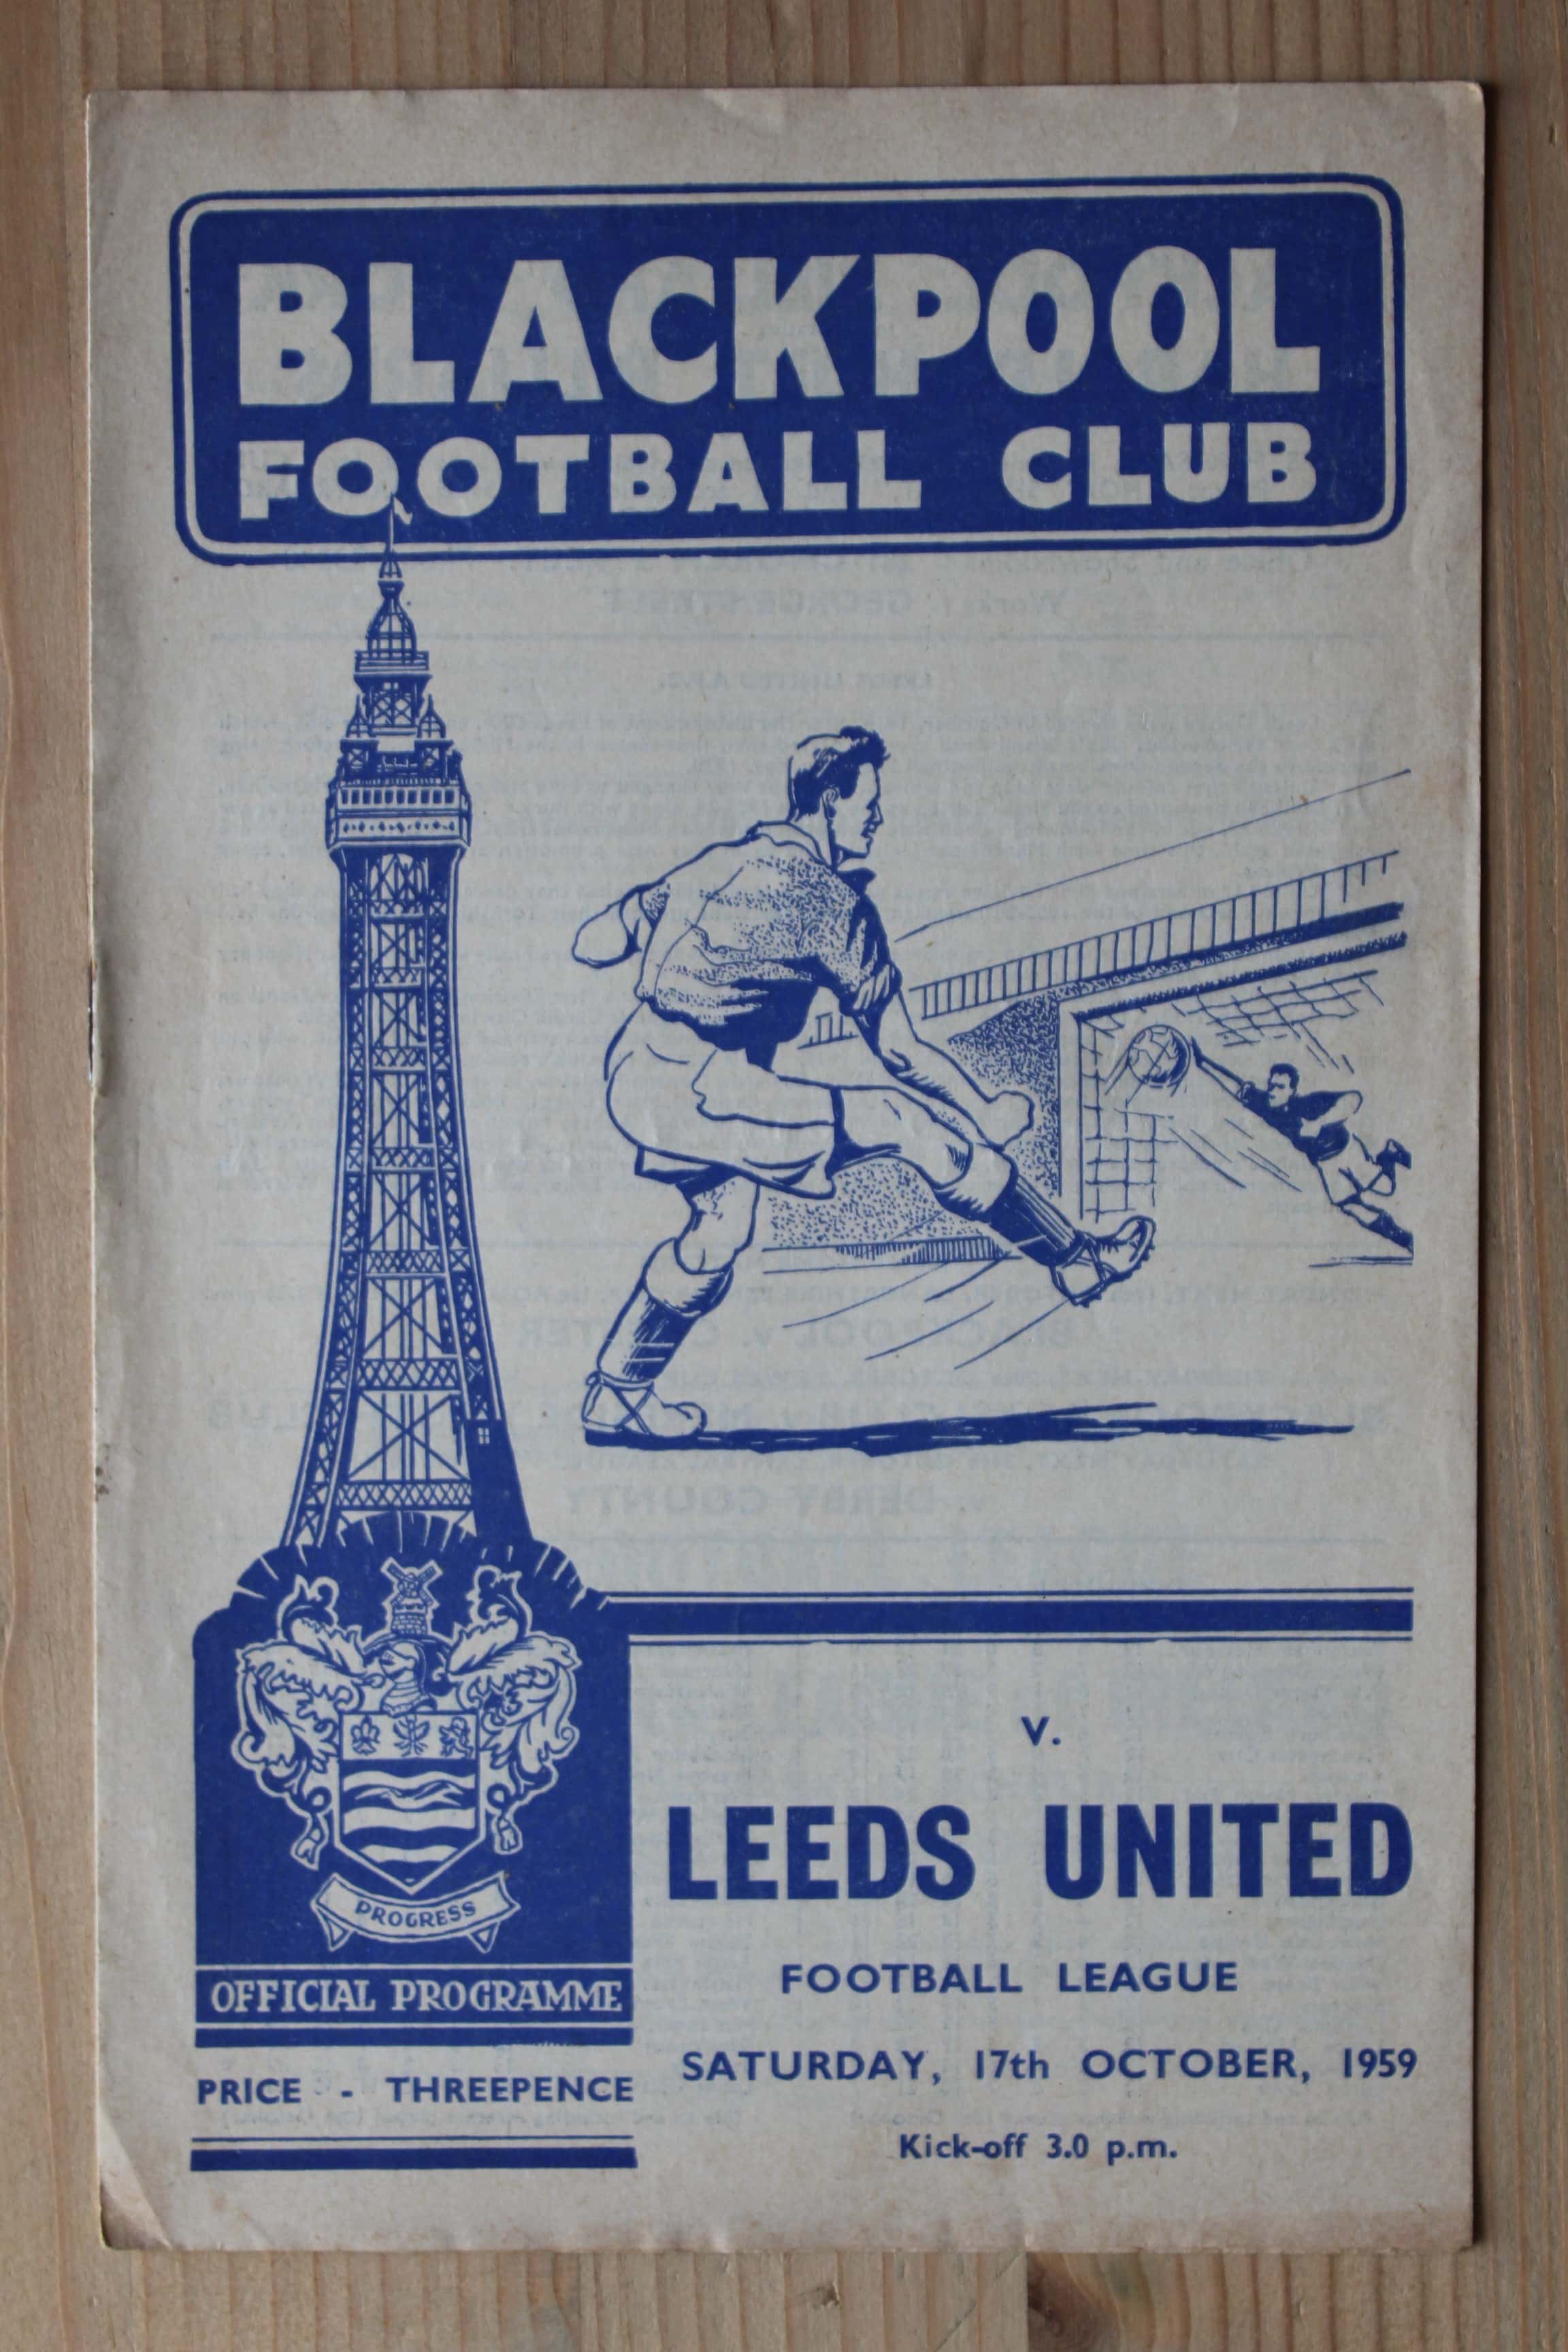 BLACKPOOL
FOOTBALL CLUB
PROGRESS
OFFICIAL PROGRAMME
PRICE - THREEPENCE
V.
LEEDS UNITED
FOOTBALL LEAGUE
SATURDAY, 17th OCTOBER, 1959
Kick-off 3.0 p.m.